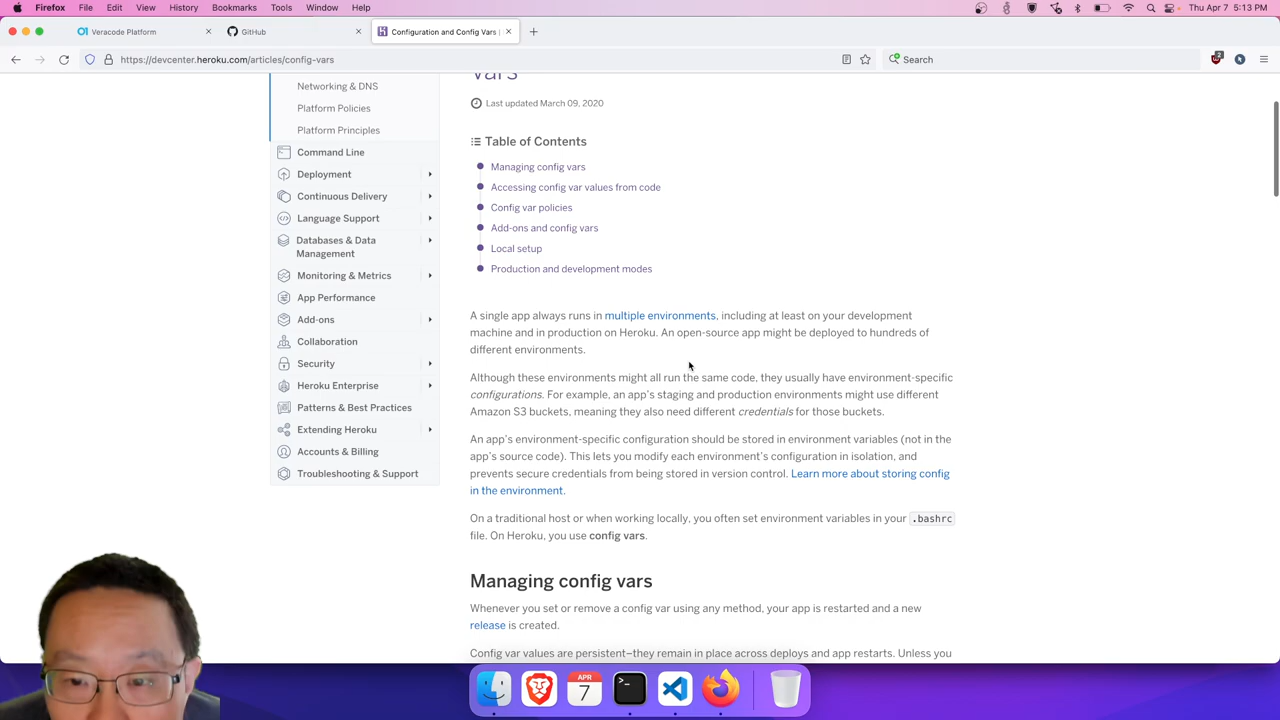 Firefox File Edit View History Bookmarks Tools Window Help Thu Apr 7 5:13 PM
Veracode Platform GitHub Configuration and Config Vars |
https://devcenter.heroku.com/articles/config-vars Search
vars
Networking & DNS
Platform Policies
Platform Principles
Command Line
Deployment
Continuous Delivery
Language Support
Databases & Data
Management
Monitoring & Metrics
App Performance
Add-ons
Collaboration
Security
Heroku Enterprise
Patterns & Best Practices
Extending Heroku
Accounts & Billing
Troubleshooting & Support
Last updated March 09, 2020
Table of Contents
Managing config vars
Accessing config var values from code
Config var policies
Add-ons and config vars
Local setup
Production and development modes
A single app always runs in multiple environments, including at least on your development
machine and in production on Heroku. An open-source app might be deployed to hundreds of
different environments.
Although these environments might all run the same code, they usually have environment-specific
configurations. For example, an app's staging and production environments might use different
Amazon S3 buckets, meaning they also need different credentials for those buckets.
An app's environment-specific configuration should be stored in environment variables (not in the
app's source code). This lets you modify each environment's configuration in isolation, and
prevents secure credentials from being stored in version control. Learn more about storing config
in the environment.
On a traditional host or when working locally, you often set environment variables in your .bashrc
file. On Heroku, you use config vars.
Managing config vars
Whenever you set or remove a config var using any method, your app is restarted and a new
release is created.
Config var values are persistent–they remain in place across deploys and app restarts. Unless you
APR
7